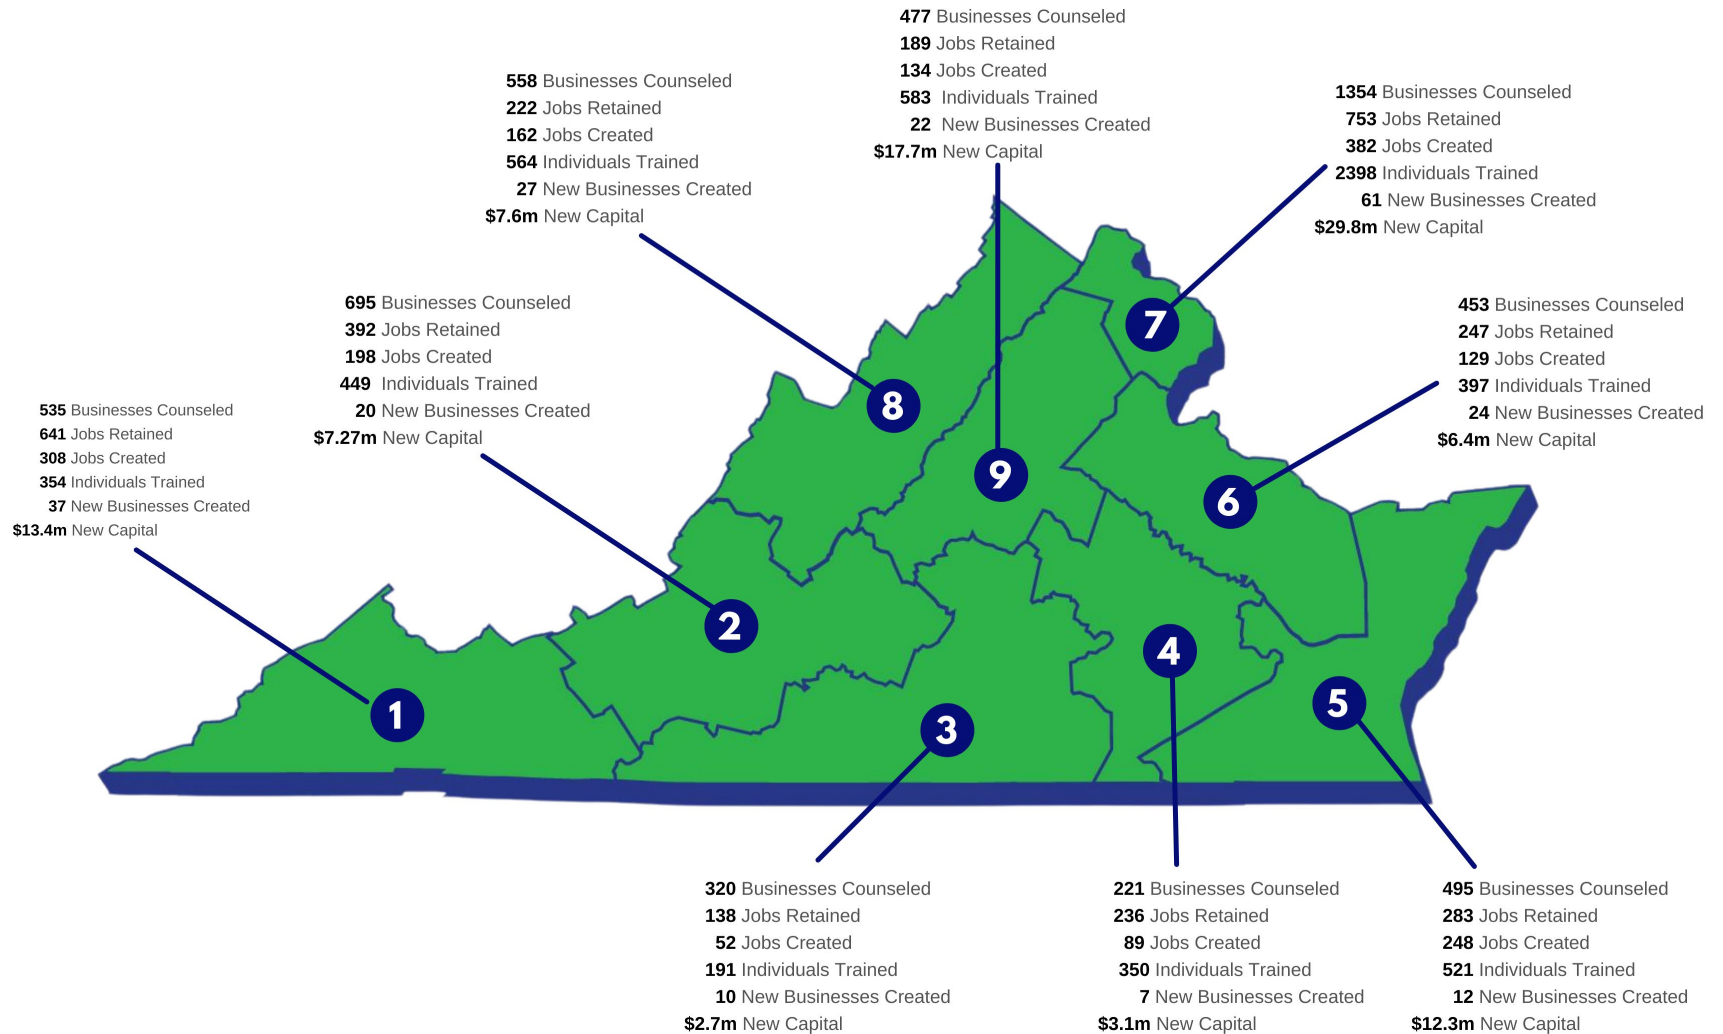 477 Businesses Counseled
189 Jobs Retained
134 Jobs Created
583 Individuals Trained
22 New Businesses Created
$17.7m New Capital
558 Businesses Counseled
222 Jobs Retained
162 Jobs Created
564 Individuals Trained
27 New Businesses Created
$7.6m New Capital
1354 Businesses Counseled
753 Jobs Retained
382 Jobs Created
2398 Individuals Trained
61 New Businesses Created
$29.8m New Capital
695 Businesses Counseled
392 Jobs Retained
198 Jobs Created
449 Individuals Trained
20 New Businesses Created
$7.27m New Capital
453 Businesses Counseled
247 Jobs Retained
129 Jobs Created
397 Individuals Trained
24 New Businesses Created
$6.4m New Capital
535 Businesses Counseled
641 Jobs Retained
308 Jobs Created
354 Individuals Trained
37 New Businesses Created
$13.4m New Capital
7
8
9
6
2
4
5
1
3
320 Businesses Counseled
138 Jobs Retained
52 Jobs Created
191 Individuals Trained
10 New Businesses Created
$2.7m New Capital
221 Businesses Counseled
236 Jobs Retained
89 Jobs Created
350 Individuals Trained
7 New Businesses Created
$3.1m New Capital
495 Businesses Counseled
283 Jobs Retained
248 Jobs Created
521 Individuals Trained
12 New Businesses Created
$12.3m New Capital